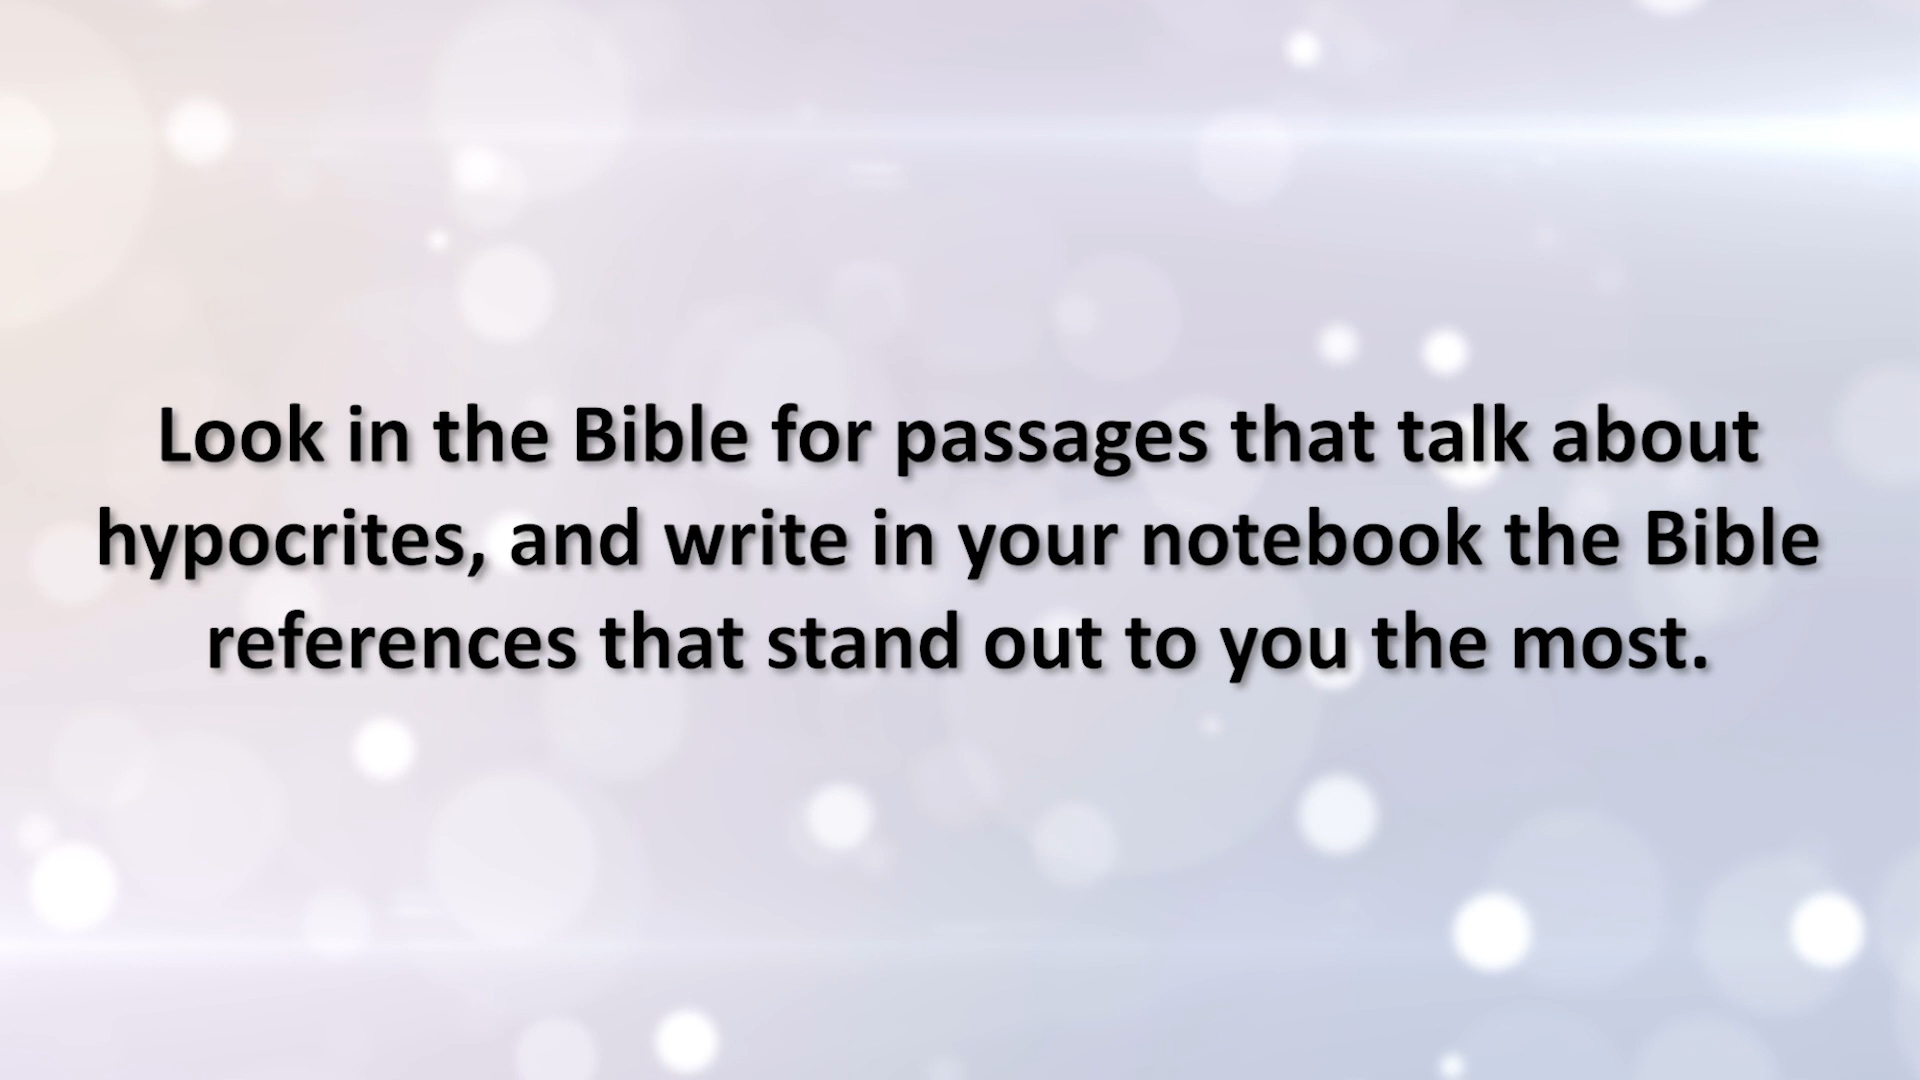 Look in the Bible for passages that talk about
hypocrites, and write in your notebook the Bible
references that stand out to you the most.